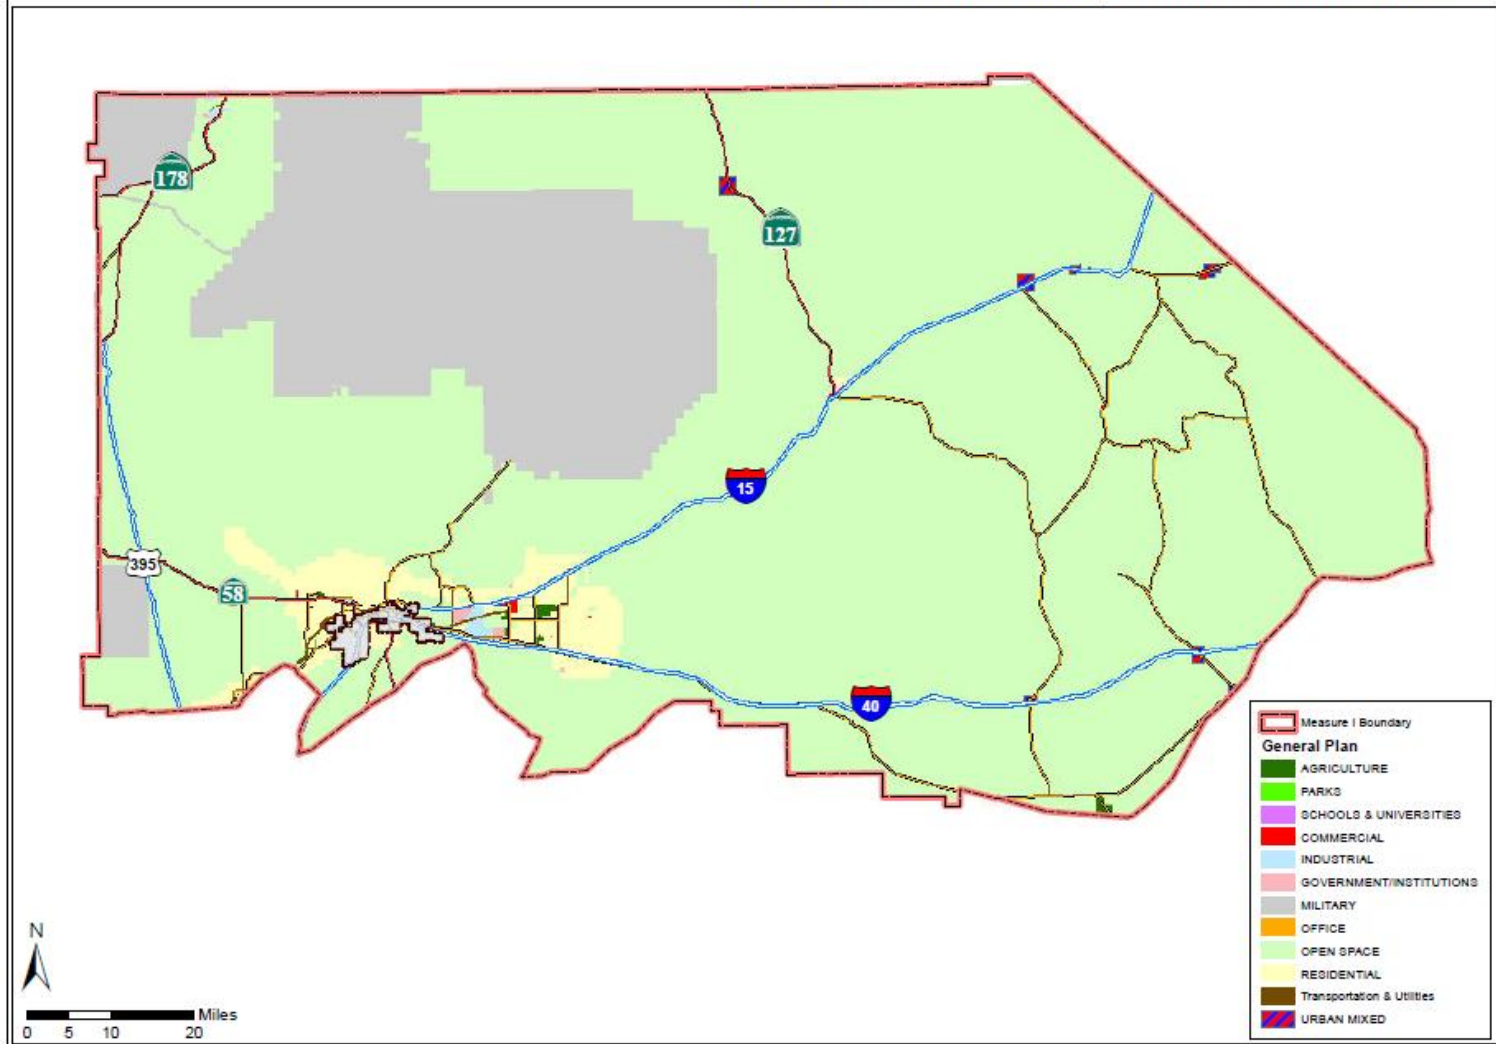 178
127
15
395
58
40
Measure I Boundary
General Plan
AGRICULTURE
PARKS
SCHOOLS & UNIVERSITIES
COMMERCIAL
INDUSTRIAL
GOVERNMENT/INSTITUTIONS
MILITARY
OFFICE
OPEN SPACE
RESIDENTIAL
Transportation & Utilities
URBAN MIXED
N
Miles
0 5 10 20